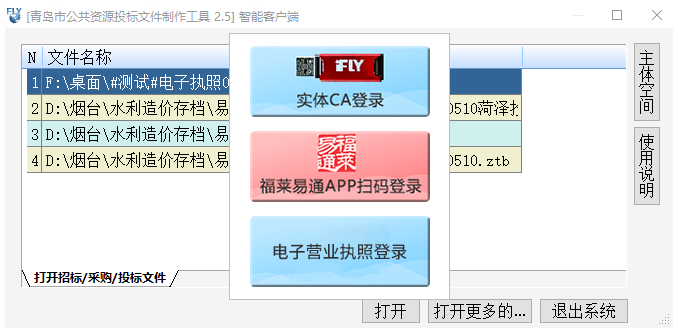 FLY [青岛市公共资源投标文件制作工具 2.5] 智能客户端
N 文件名称
1 F:\桌面\#测试#电子执照0
2 D:\烟台\水利造价存档\易 0510菏泽
3 D:\烟台\水利造价存档\易
4 D:\烟台\水利造价存档\易 0510.ztb
iFLY
实体CA登录
福莱易通
福莱易通APP扫码登录
电子营业执照登录
主体空间
使用说明
打开招标/采购/投标文件
打开 打开更多的... 退出系统